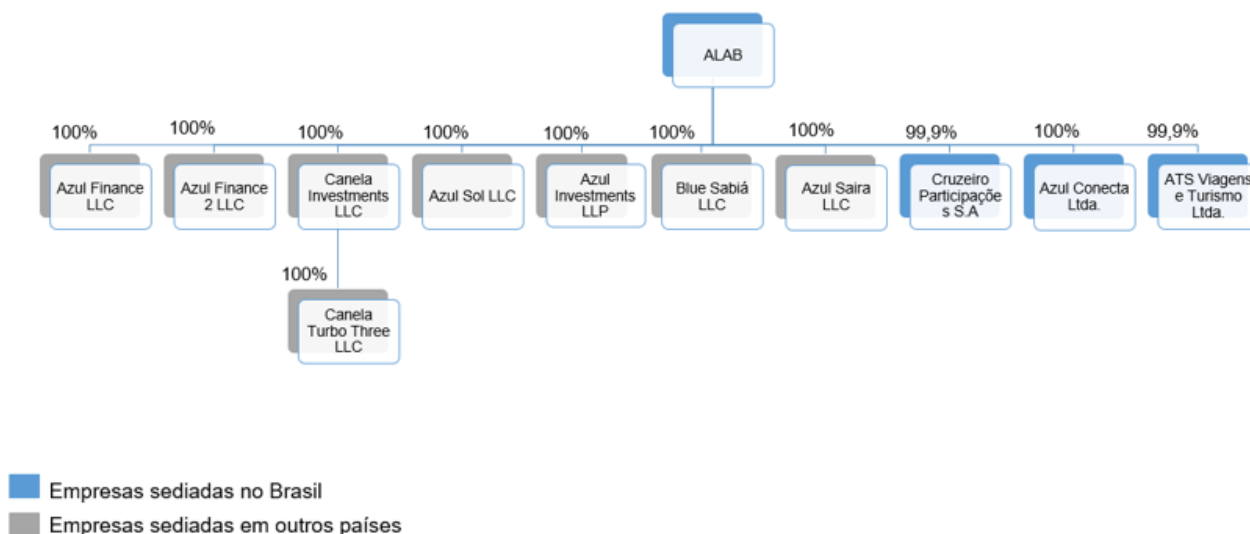 ALAB
100%
100%
100%
100%
100%
100%
100%
99,9%
100%
99,9%
Azul Finance
LLC
Azul Finance
2 LLC
Canela
Investments
LLC
Azul Sol LLC
Azul
Investments
LLP
Blue Sabiá
LLC
Azul Saira
LLC
Cruzeiro
Participaçõe
s S.A
Azul Conecta
Ltda.
ATS Viagens
e Turismo
Ltda.
100%
Canela
Turbo Three
LLC
Empresas sediadas no Brasil
Empresas sediadas em outros países